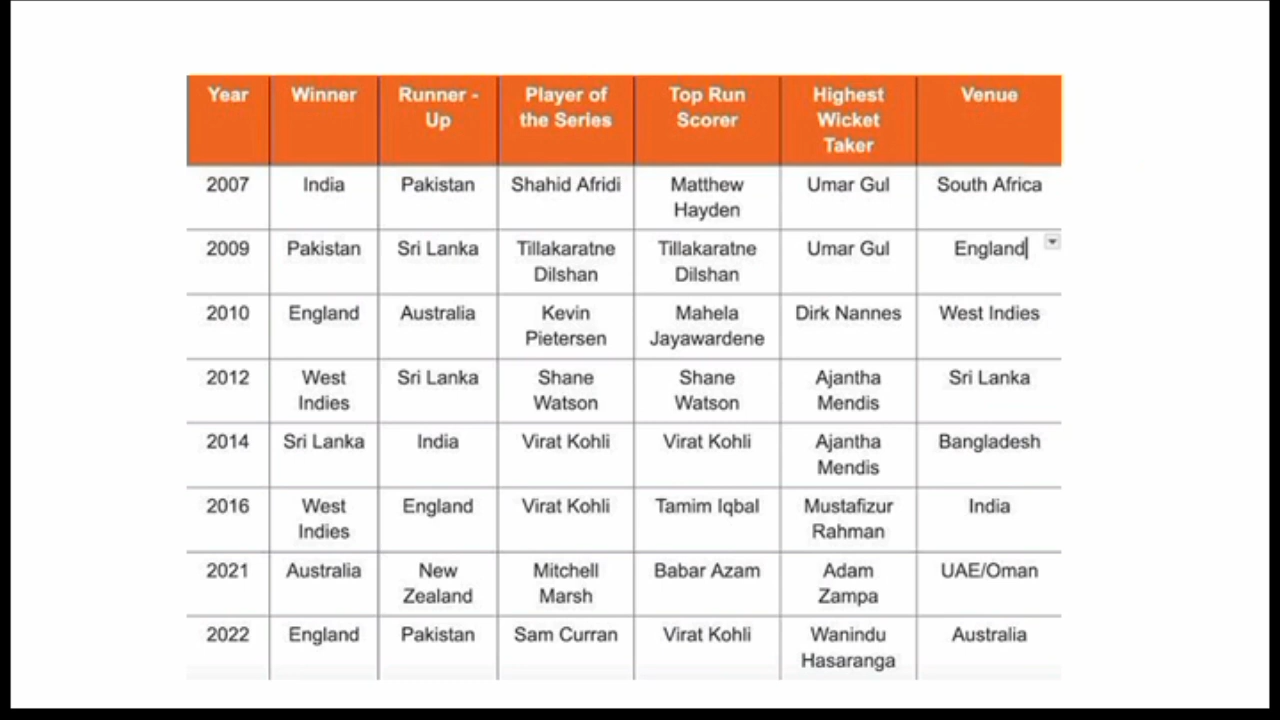 Year Winner Runner - Up Player of the Series Top Run Scorer Highest Wicket Taker Venue
2007 India Pakistan Shahid Afridi Matthew Hayden Umar Gul South Africa
2009 Pakistan Sri Lanka Tillakaratne Dilshan Tillakaratne Dilshan Umar Gul England
2010 England Australia Kevin Pietersen Mahela Jayawardene Dirk Nannes West Indies
2012 West Indies Sri Lanka Shane Watson Shane Watson Ajantha Mendis Sri Lanka
2014 Sri Lanka India Virat Kohli Virat Kohli Ajantha Mendis Bangladesh
2016 West Indies England Virat Kohli Tamim Iqbal Mustafizur Rahman India
2021 Australia New Zealand Mitchell Marsh Babar Azam Adam Zampa UAE/Oman
2022 England Pakistan Sam Curran Virat Kohli Wanindu Hasaranga Australia